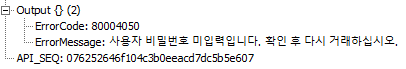 Output {} (2)
ErrorCode: 80004050
ErrorMessage: 사용자 비밀번호 미입력입니다. 확인 후 다시 거래하십시오.
API_SEQ: 076252646f104c3b0eeacd7dc5b5e607